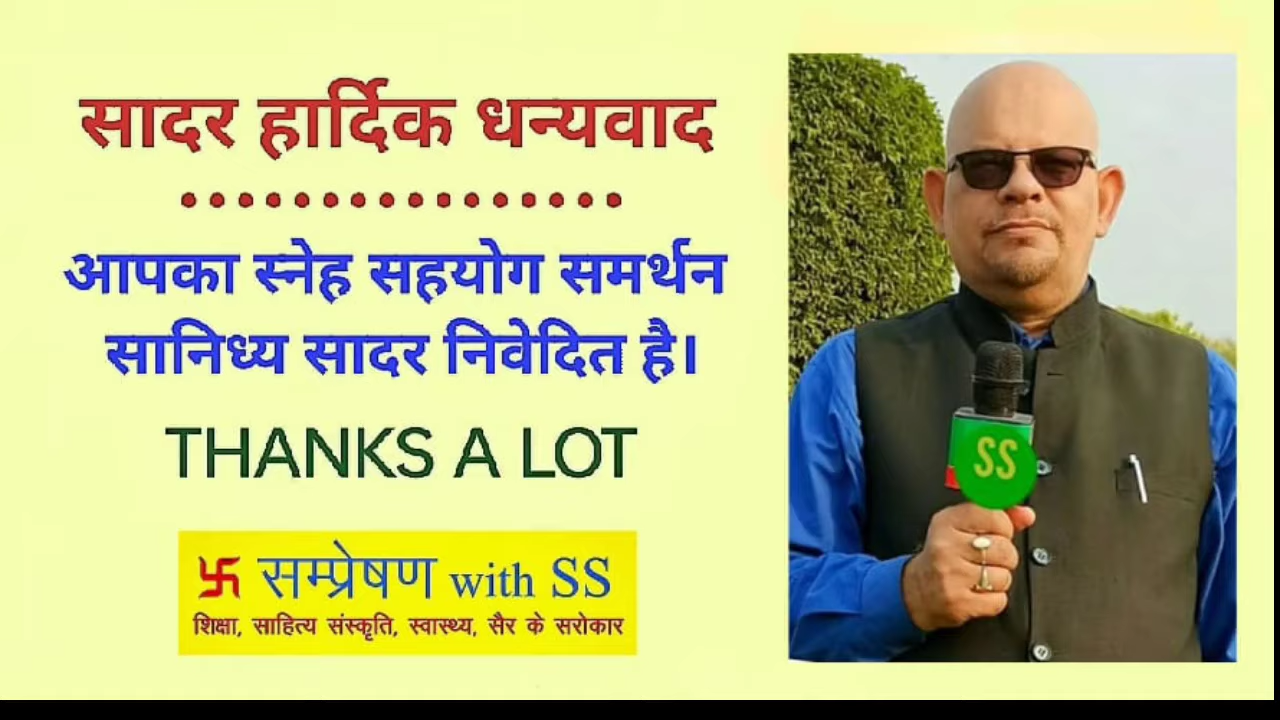 सादर हार्दिक धन्यवाद
आपका स्नेह सहयोग समर्थन
सानिध्य सादर निवेदित है।
THANKS A LOT
卐 सम्प्रेषण with SS
शिक्षा, साहित्य संस्कृति, स्वास्थ्य, सैर के सरोकार
SS